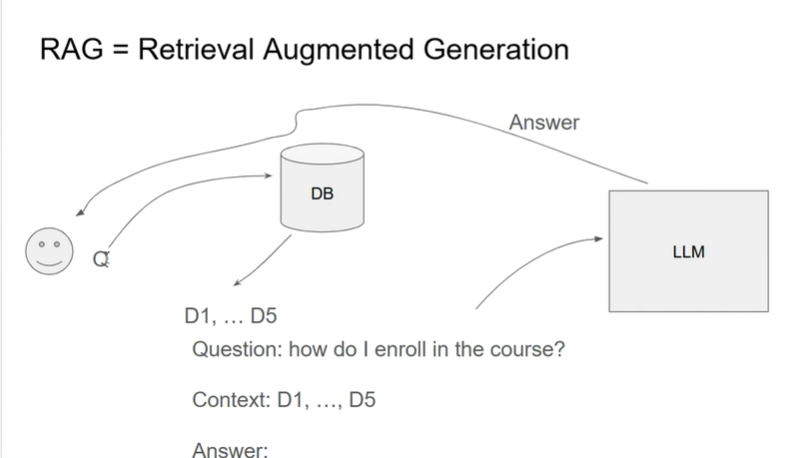 RAG = Retrieval Augmented Generation
Answer
DB
Q
LLM
D1, ... D5
Question: how do I enroll in the course?
Context: D1, ..., D5
Answer: